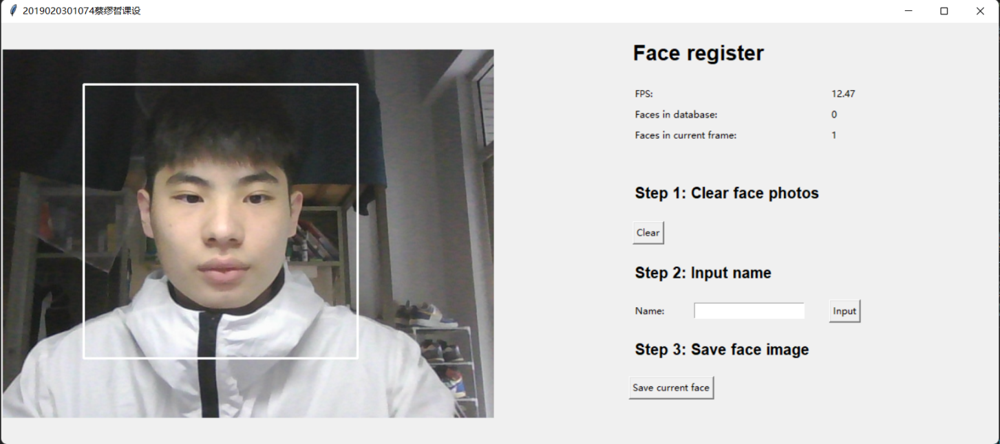 2019020301074蔡缪哲课设
Face register
FPS: 12.47
Faces in database: 0
Faces in current frame: 1
Step 1: Clear face photos
Clear
Step 2: Input name
Name: Input
Step 3: Save face image
Save current face